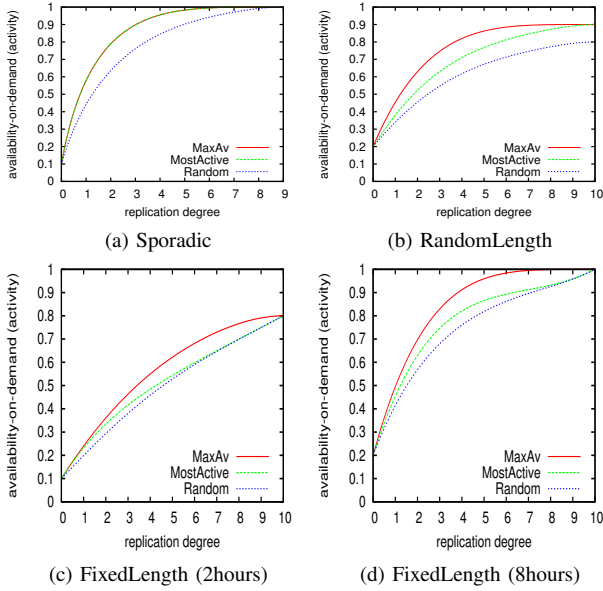 availability-on-demand (activity)
1
0.9
0.8
0.7
0.6
0.5
0.4
0.3
0.2
0.1
0
MaxAv
MostActive
Random
0 1 2 3 4 5 6 7 8 9
replication degree
(a) Sporadic
availability-on-demand (activity)
1
0.9
0.8
0.7
0.6
0.5
0.4
0.3
0.2
0.1
0
MaxAv
MostActive
Random
0 1 2 3 4 5 6 7 8 9 10
replication degree
(b) RandomLength
availability-on-demand (activity)
1
0.9
0.8
0.7
0.6
0.5
0.4
0.3
0.2
0.1
0
MaxAv
MostActive
Random
0 1 2 3 4 5 6 7 8 9 10
replication degree
(c) FixedLength (2hours)
availability-on-demand (activity)
1
0.9
0.8
0.7
0.6
0.5
0.4
0.3
0.2
0.1
0
MaxAv
MostActive
Random
0 1 2 3 4 5 6 7 8 9 10
replication degree
(d) FixedLength (8hours)